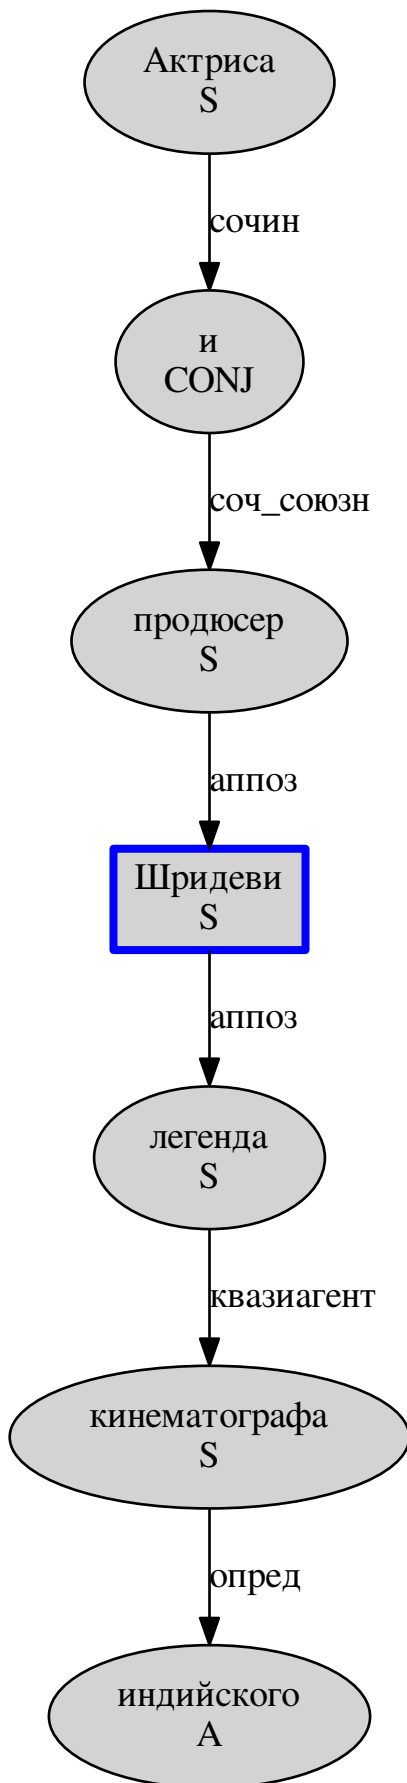 Актриса
S
сочин
и
CONJ
соч_союзн
продюсер
S
аппоз
Шридеви
S
аппоз
легенда
S
квазиагент
кинематографа
S
опред
индийского
A